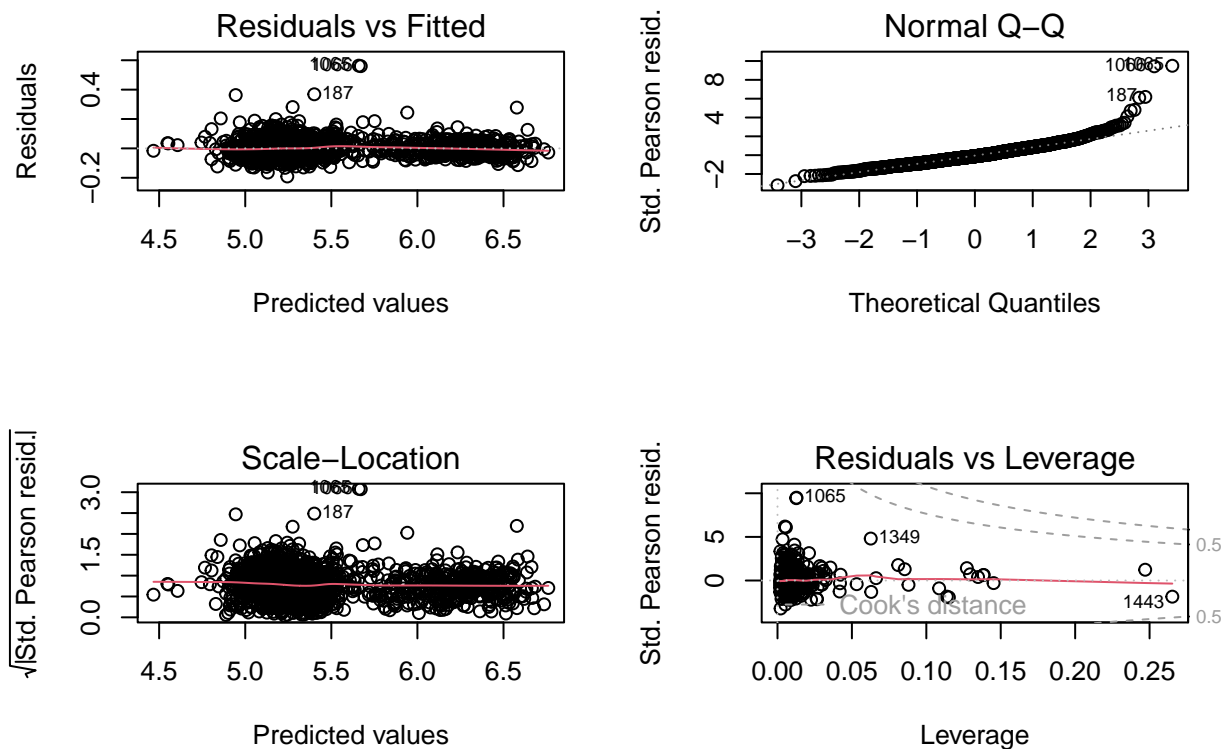 Residuals vs Fitted
Residuals
0.4
−0.2
1065
187
4.5 5.0 5.5 6.0 6.5
Predicted values
Normal Q−Q
Std. Pearson resid.
8
4
−2
1065
187
−3 −2 −1 0 1 2 3
Theoretical Quantiles
Scale−Location
√|Std. Pearson resid.|
3.0
1.5
0.0
1065
187
4.5 5.0 5.5 6.0 6.5
Predicted values
Residuals vs Leverage
Std. Pearson resid.
5
0
1065
1349
1443
Cook's distance
0.5
0.5
0.00 0.05 0.10 0.15 0.20 0.25
Leverage